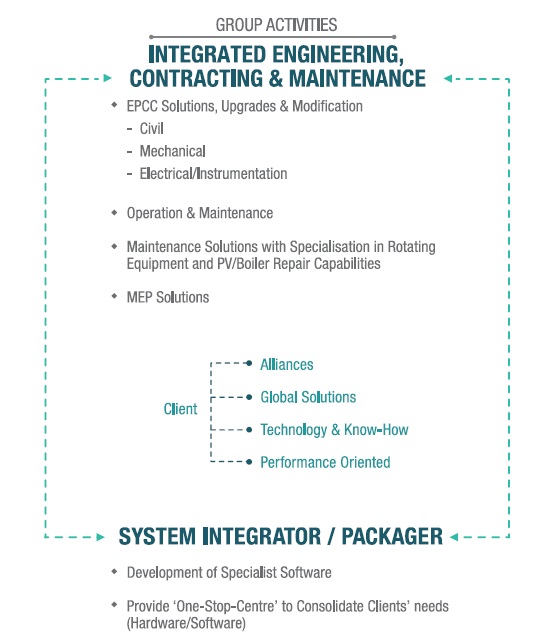 GROUP ACTIVITIES
INTEGRATED ENGINEERING,
CONTRACTING & MAINTENANCE
EPCC Solutions, Upgrades & Modification
- Civil
- Mechanical
- Electrical/Instrumentation
Operation & Maintenance
Maintenance Solutions with Specialisation in Rotating
Equipment and PV/Boiler Repair Capabilities
MEP Solutions
Client
Alliances
Global Solutions
Technology & Know-How
Performance Oriented
SYSTEM INTEGRATOR / PACKAGER
Development of Specialist Software
Provide ‘One-Stop-Centre’ to Consolidate Clients’ needs
(Hardware/Software)